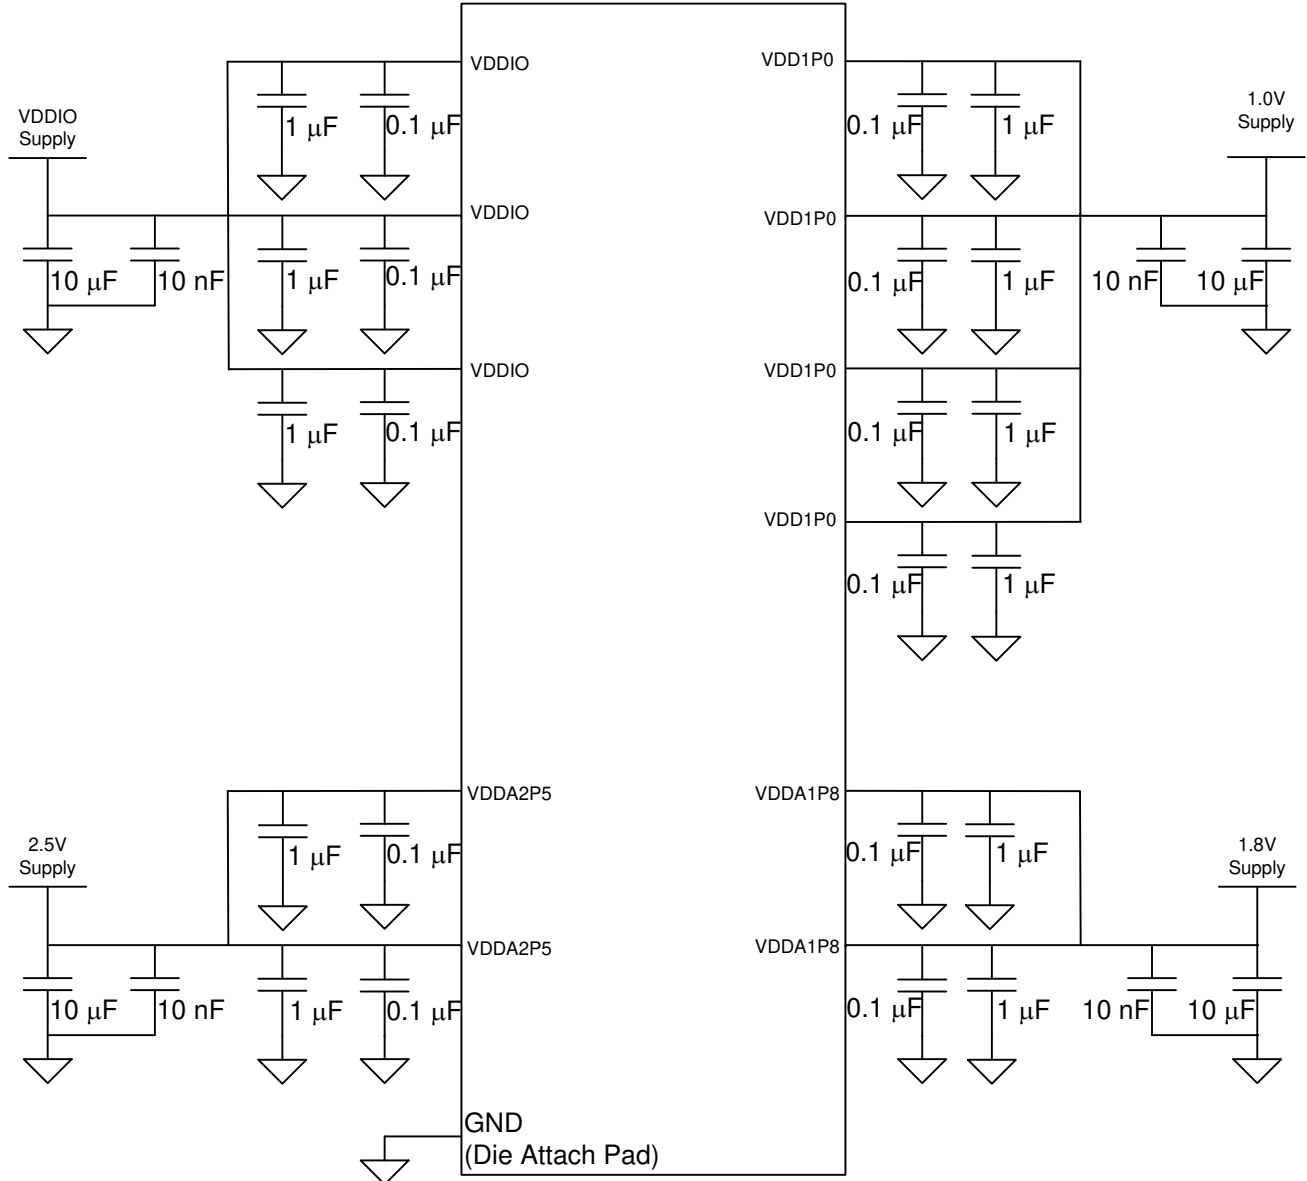 VDDIO
VDD1P0
VDDIO
Supply
1 μF
0.1 μF
0.1 μF
1 μF
1.0V
Supply
VDDIO
VDD1P0
10 μF
10 nF
1 μF
0.1 μF
0.1 μF
1 μF
10 nF
10 μF
VDDIO
VDD1P0
1 μF
0.1 μF
0.1 μF
1 μF
VDD1P0
0.1 μF
1 μF
VDDA2P5
VDDA1P8
2.5V
Supply
1 μF
0.1 μF
0.1 μF
1 μF
1.8V
Supply
VDDA2P5
VDDA1P8
10 μF
10 nF
1 μF
0.1 μF
0.1 μF
1 μF
10 nF
10 μF
GND
(Die Attach Pad)